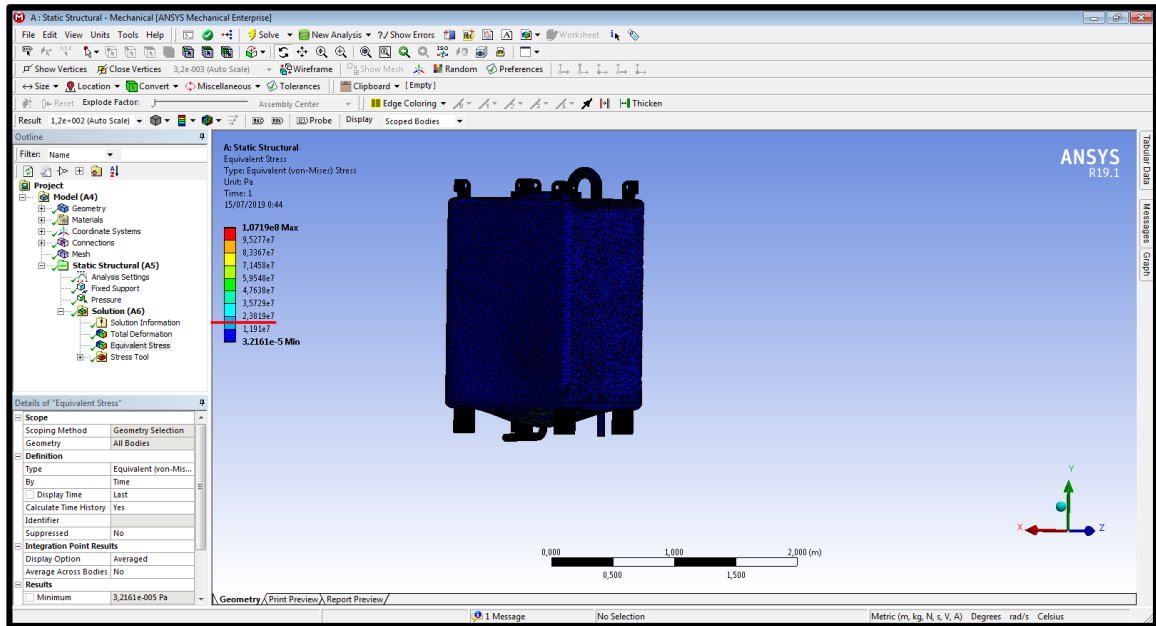 A : Static Structural - Mechanical [ANSYS Mechanical Enterprise]
File Edit View Units Tools Help Solve New Analysis ?/ Show Errors Worksheet
Show Vertices Close Vertices 3,2e-003 (Auto Scale) Wireframe Show Mesh Random Preferences
Size Location Convert Miscellaneous Tolerances Clipboard [Empty]
Reset Explode Factor: Assembly Center Edge Coloring Thicken
Result 1,2e+002 (Auto Scale) Probe Display Scoped Bodies
Outline
Filter: Name
Project
Model (A4)
Geometry
Materials
Coordinate Systems
Connections
Mesh
Static Structural (A5)
Analysis Settings
Fixed Support
Pressure
Solution (A6)
Solution Information
Total Deformation
Equivalent Stress
Stress Tool
Details of "Equivalent Stress"
Scope
Scoping Method Geometry Selection
Geometry All Bodies
Definition
Type Equivalent (von-Mis...
By Time
Display Time Last
Calculate Time History Yes
Identifier
Suppressed No
Integration Point Results
Display Option Averaged
Average Across Bodies No
Results
Minimum 3,2161e-005 Pa
A: Static Structural
Equivalent Stress
Type: Equivalent (von-Mises) Stress
Unit: Pa
Time: 1
15/07/2019 0:44
1,0719e8 Max
9,5277e7
8,3367e7
7,1458e7
5,9548e7
4,7638e7
3,5729e7
2,3819e7
1,191e7
3,2161e-5 Min
ANSYS
R19.1
Y
X
Z
0,000 1,000 2,000 (m)
0,500 1,500
Geometry Print Preview Report Preview
Tabular Data
Messages
Graph
1 Message No Selection Metric (m, kg, N, s, V, A) Degrees rad/s Celsius